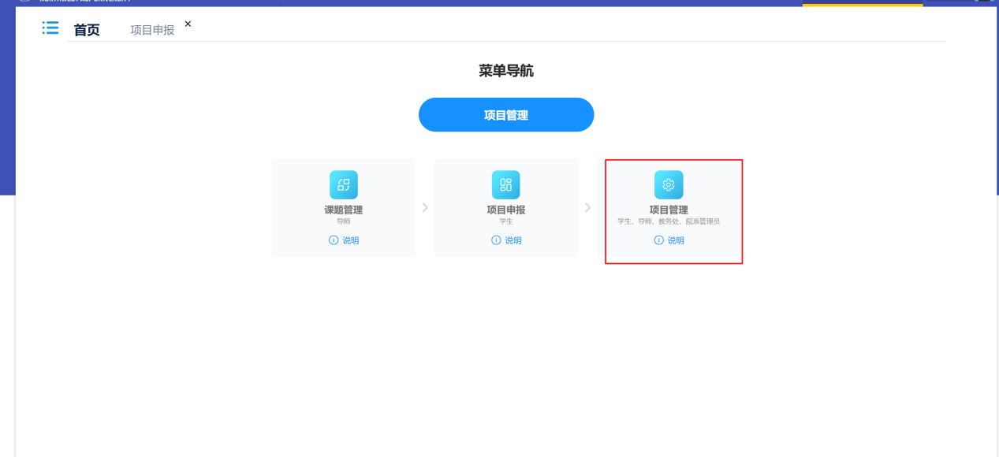 NORTHWEST A&F UNIVERSITY
首页 项目申报 ×
菜单导航
项目管理
课题管理
导师
说明
项目申报
学生
说明
项目管理
学生、导师、教务处、院系管理员
说明